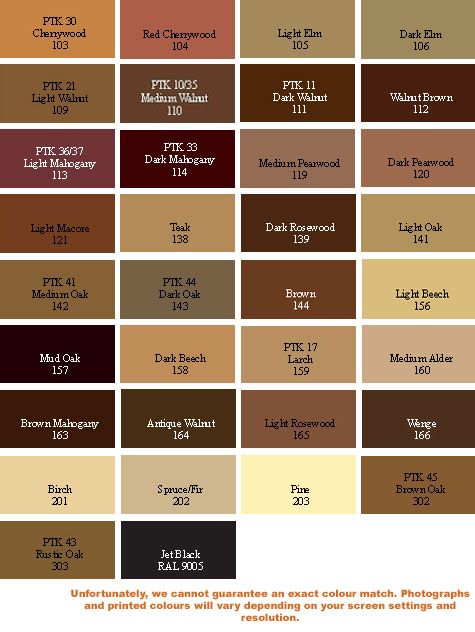 PTK 30
Cherrywood
103
Red Cherrywood
104
Light Elm
105
Dark Elm
106
PTK 21
Light Walnut
109
PTK 10/35
Medium Walnut
110
PTK 11
Dark Walnut
111
Walnut Brown
112
PTK 36/37
Light Mahogany
113
PTK 33
Dark Mahogany
114
Medium Pearwood
119
Dark Pearwood
120
Light Macore
121
Teak
138
Dark Rosewood
139
Light Oak
141
PTK 41
Medium Oak
142
PTK 44
Dark Oak
143
Brown
144
Light Beech
156
Mud Oak
157
Dark Beech
158
PTK 17
Larch
159
Medium Alder
160
Brown Mahogany
163
Antique Walnut
164
Light Rosewood
165
Wenge
166
Birch
201
Spruce/Fir
202
Pine
203
PTK 45
Brown Oak
302
PTK 43
Rustic Oak
303
Jet Black
RAL 9005
Unfortunately, we cannot guarantee an exact colour match. Photographs
and printed colours will vary depending on your screen settings and
resolution.